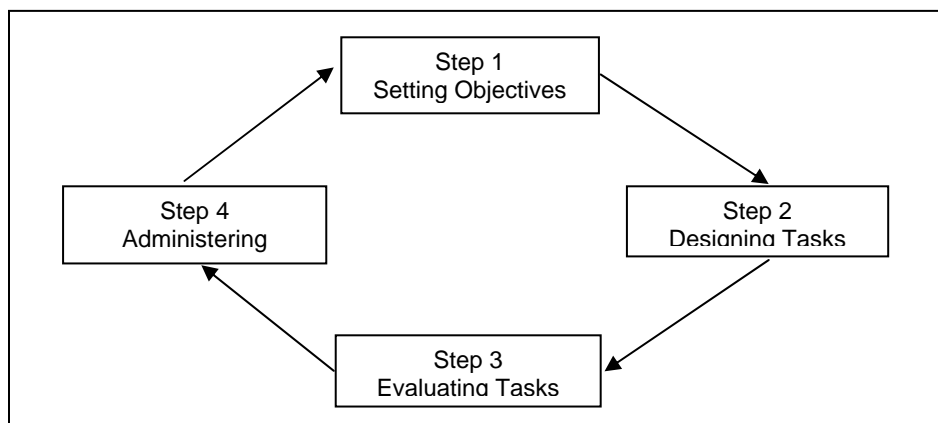 Step 1
Setting Objectives
Step 2
Designing Tasks
Step 3
Evaluating Tasks
Step 4
Administering